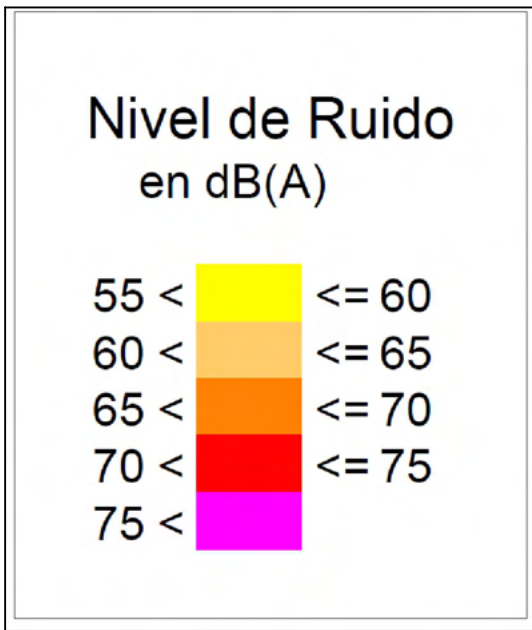 Nivel de Ruido
en dB(A)
55 < <= 60
60 < <= 65
65 < <= 70
70 < <= 75
75 <